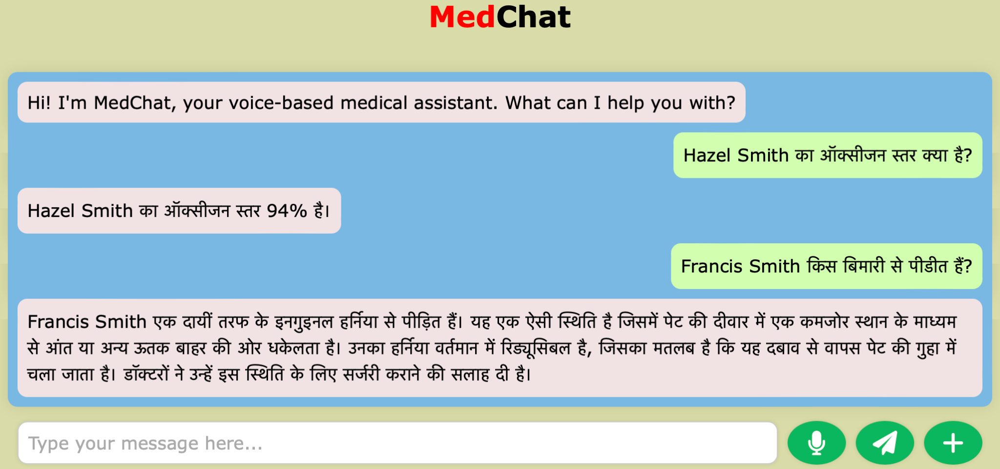 MedChat
Hi! I'm MedChat, your voice-based medical assistant. What can I help you with?
Hazel Smith का ऑक्सीजन स्तर क्या है?
Hazel Smith का ऑक्सीजन स्तर 94% है।
Francis Smith किस बिमारी से पीडीत हैं?
Francis Smith एक दायीं तरफ के इनगुइनल हर्निया से पीड़ित हैं। यह एक ऐसी स्थिति है जिसमें पेट की दीवार में एक कमजोर स्थान के माध्यम
से आंत या अन्य ऊतक बाहर की ओर धकेलता है। उनका हर्निया वर्तमान में रिड्यूसिबल है, जिसका मतलब है कि यह दबाव से वापस पेट की गुहा में
चला जाता है। डॉक्टरों ने उन्हें इस स्थिति के लिए सर्जरी कराने की सलाह दी है।
Type your message here...